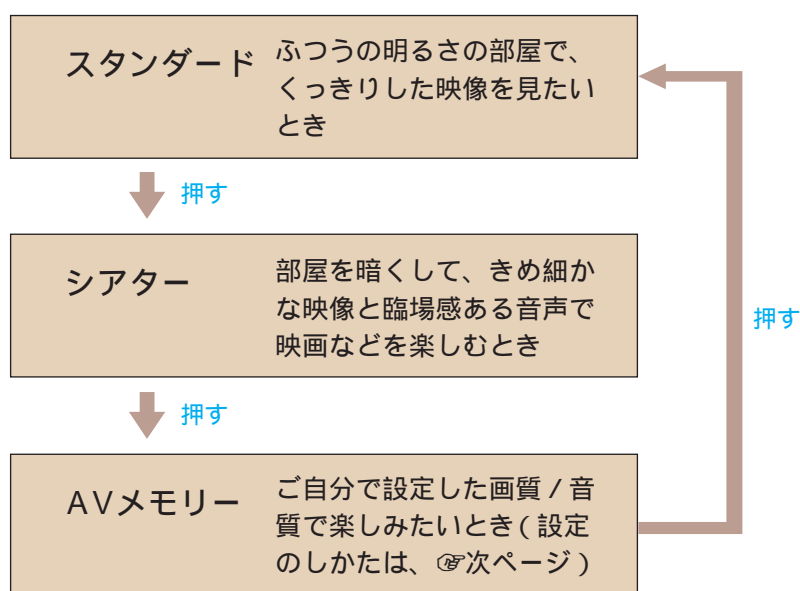 スタンダード
ふつうの明るさの部屋で、
くっきりした映像を見たい
とき
押す
シアター
部屋を暗くして、きめ細か
な映像と臨場感ある音声で
映画などを楽しむとき
押す
押す
AVメモリー
ご自分で設定した画質/音
質で楽しみたいとき(設定
のしかたは、☞次ページ)